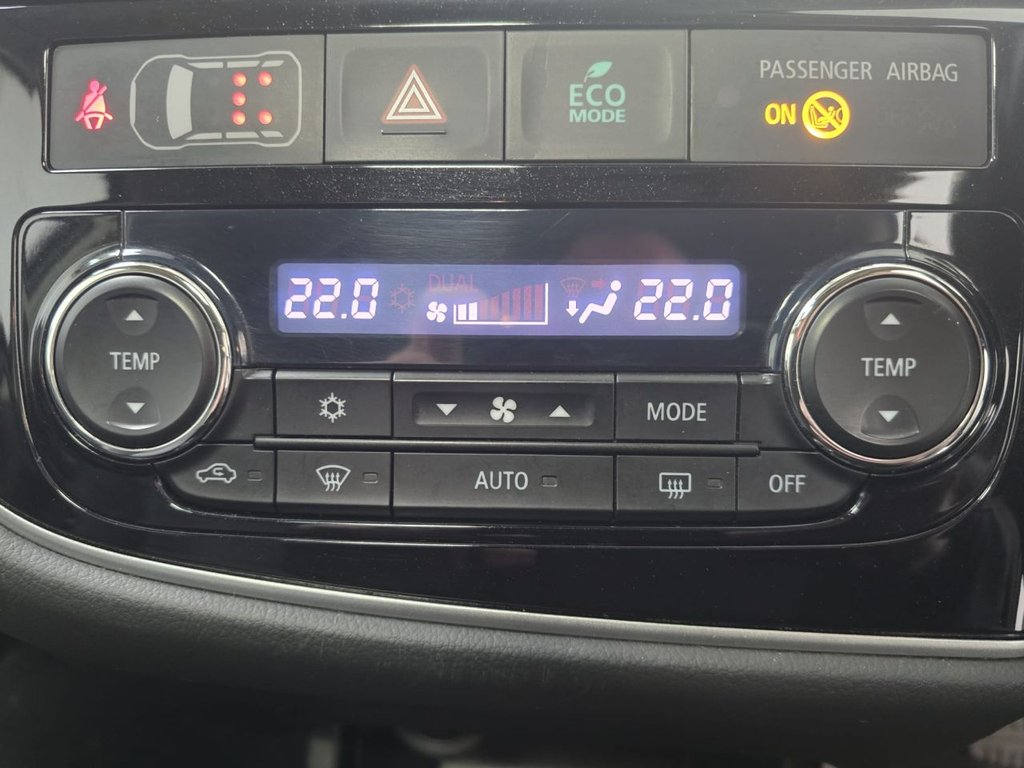 ECO
MODE
PASSENGER AIRBAG
ON
22.0
DUAL
22.0
TEMP
TEMP
MODE
AUTO
OFF